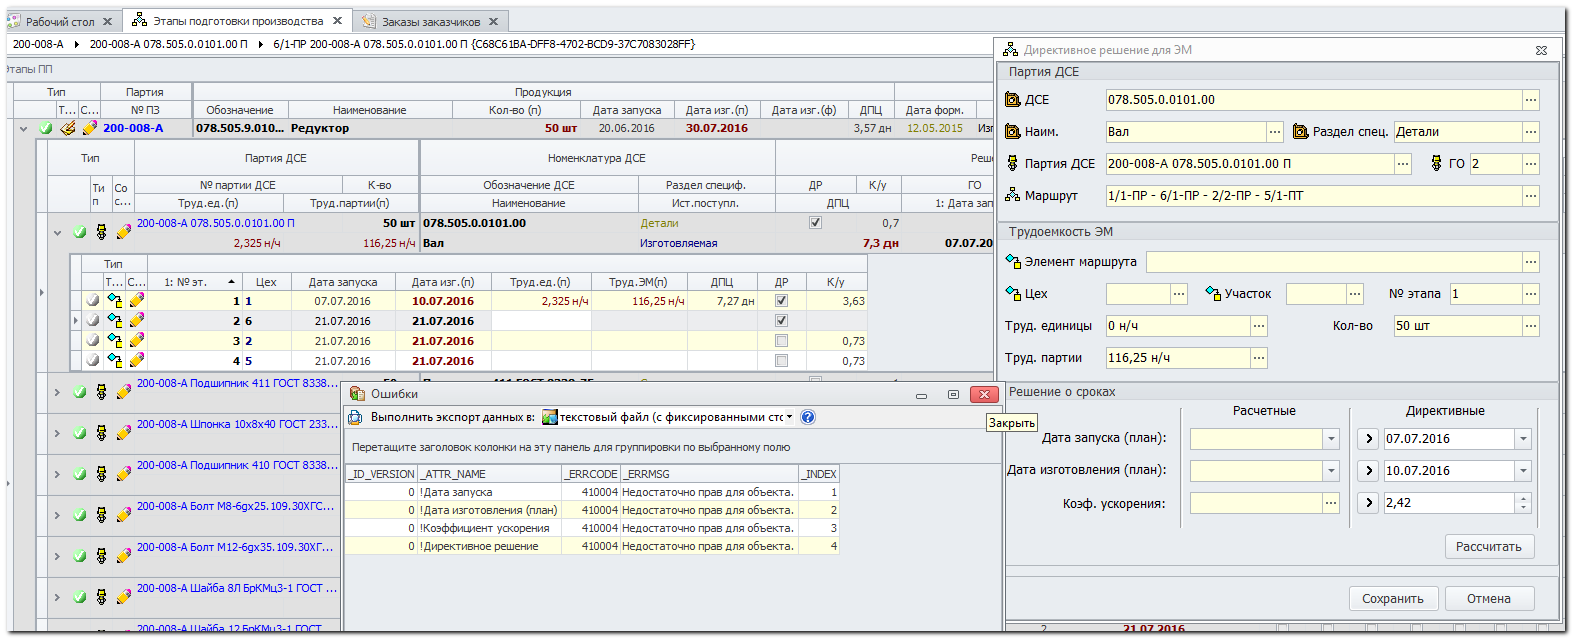 Рабочий стол
Этапы подготовки производства
Заказы заказчиков
200-008-А
200-008-А 078.505.0.0101.00 П
6/1-ПР 200-008-А 078.505.0.0101.00 П {C68C61BA-DFF8-4702-BCD9-37C7083028FF}
Этапы ПП
Тип Партия Продукция
Т... С... № ПЗ Обозначение Наименование Кол-во (п) Дата запуска Дата изг.(п) Дата изг.(ф) ДПЦ Дата форм.
200-008-А 078.505.9.010... Редуктор 50 шт 20.06.2016 30.07.2016 3,57 дн 12.05.2015 Изг
Тип Партия ДСЕ Номенклатура ДСЕ Реше
Ти п Со с... № партии ДСЕ К-во Обозначение ДСЕ Раздел специф. ДР К/у ГО
Труд.ед.(п) Труд.партии(п) Наименование Ист.поступл. ДПЦ 1: Дата зап
200-008-А 078.505.0.0101.00 П 50 шт 078.505.0.0101.00 Детали 0,7
2,325 н/ч 116,25 н/ч Вал Изготовляемая 7,3 дн 07.07.20
Тип
Т... С... 1: № эт. Цех Дата запуска Дата изг.(п) Труд.ед.(п) Труд.ЭМ(п) ДПЦ ДР К/у
1 1 07.07.2016 10.07.2016 2,325 н/ч 116,25 н/ч 7,27 дн 3,63
2 6 21.07.2016 21.07.2016
3 2 21.07.2016 21.07.2016 0,73
4 5 21.07.2016 21.07.2016 0,73
200-008-А Подшипник 411 ГОСТ 8338...
200-008-А Шпонка 10x8x40 ГОСТ 233...
200-008-А Подшипник 410 ГОСТ 8338...
200-008-А Болт М8-6gx25.109.30ХГС...
200-008-А Болт М12-6gx35.109.30ХГ...
200-008-А Шайба 8Л БрКМц3-1 ГОСТ ...
200-008-А Шайба 12 БрКМц3-1 ГОСТ
Ошибки
Закрыть
Выполнить экспорт данных в: текстовый файл (с фиксированными стс
Перетащите заголовок колонки на эту панель для группировки по выбранному полю
_ID_VERSION _ATTR_NAME _ERRCODE _ERRMSG _INDEX
0 !Дата запуска 410004 Недостаточно прав для объекта. 1
0 !Дата изготовления (план) 410004 Недостаточно прав для объекта. 2
0 !Коэффициент ускорения 410004 Недостаточно прав для объекта. 3
0 !Директивное решение 410004 Недостаточно прав для объекта. 4
Директивное решение для ЭМ
Партия ДСЕ
ДСЕ 078.505.0.0101.00
Наим. Вал Раздел спец. Детали
Партия ДСЕ 200-008-А 078.505.0.0101.00 П ГО 2
Маршрут 1/1-ПР - 6/1-ПР - 2/2-ПР - 5/1-ПТ
Трудоемкость ЭМ
Элемент маршрута
Цех Участок № этапа 1
Труд. единицы 0 н/ч Кол-во 50 шт
Труд. партии 116,25 н/ч
Решение о сроках
Расчетные Директивные
Дата запуска (план): 07.07.2016
Дата изготовления (план): 10.07.2016
Коэф. ускорения: 2,42
Рассчитать
Сохранить Отмена
2 21.07.2016